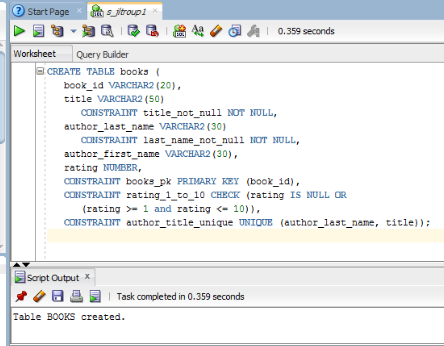 Start Page
s_jltroup1
0.359 seconds
Worksheet
Query Builder
CREATE TABLE books (
book_id VARCHAR2(20),
title VARCHAR2(50)
CONSTRAINT title_not_null NOT NULL,
author_last_name VARCHAR2(30)
CONSTRAINT last_name_not_null NOT NULL,
author_first_name VARCHAR2(30),
rating NUMBER,
CONSTRAINT books_pk PRIMARY KEY (book_id),
CONSTRAINT rating_1_to_10 CHECK (rating IS NULL OR
(rating >= 1 and rating <= 10)),
CONSTRAINT author_title_unique UNIQUE (author_last_name, title));
Script Output x
Task completed in 0.359 seconds
Table BOOKS created.